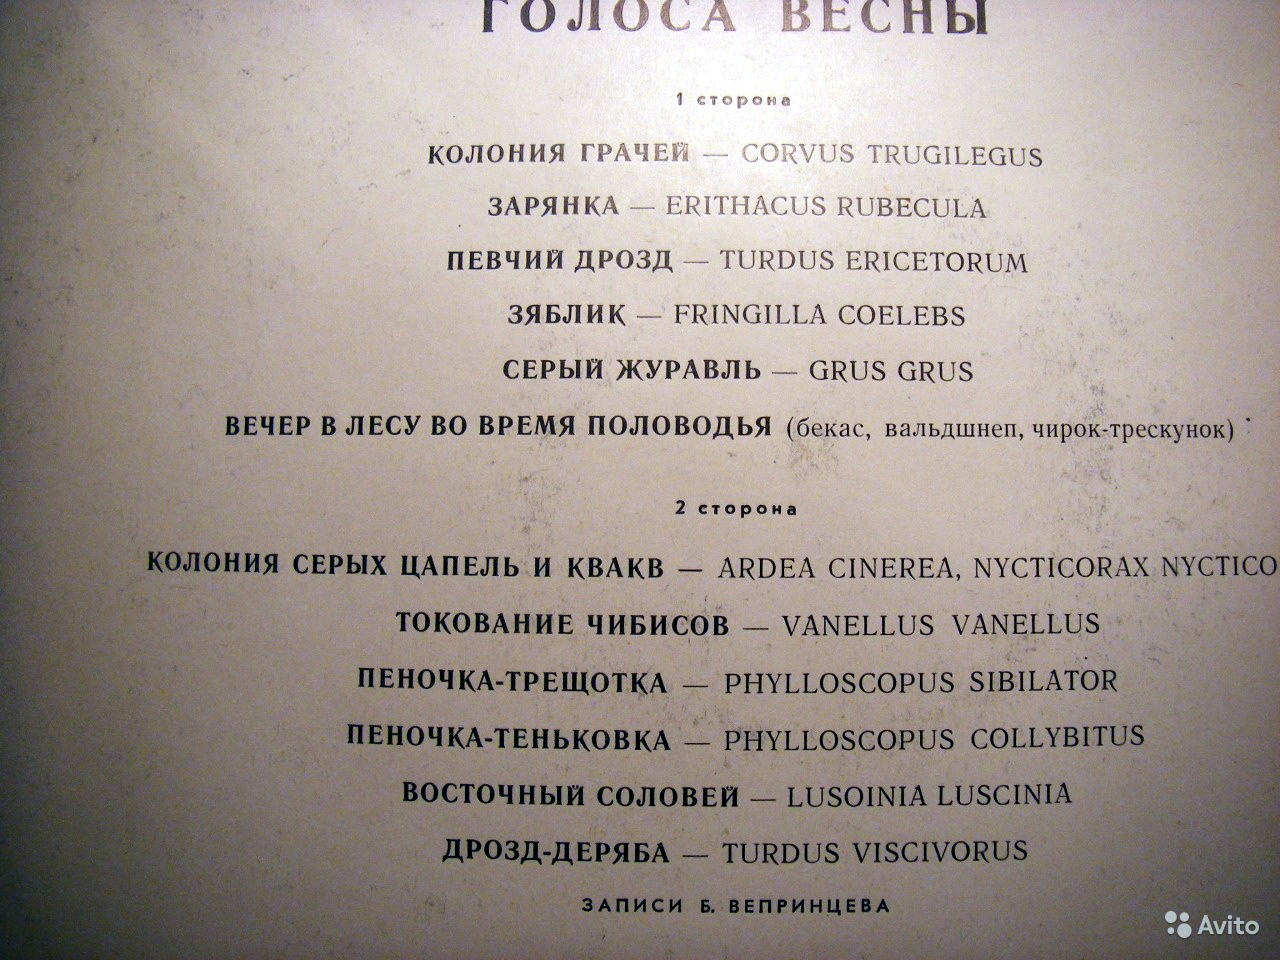 ГОЛОСА ВЕСНЫ
1 сторона
КОЛОНИЯ ГРАЧЕЙ — CORVUS TRUGILEGUS
ЗАРЯНКА — ERITHACUS RUBECULA
ПЕВЧИЙ ДРОЗД — TURDUS ERICETORUM
ЗЯБЛИК — FRINGILLA COELEBS
СЕРЫЙ ЖУРАВЛЬ — GRUS GRUS
ВЕЧЕР В ЛЕСУ ВО ВРЕМЯ ПОЛОВОДЬЯ (бекас, вальдшнеп, чирок-трескунок)
2 сторона
КОЛОНИЯ СЕРЫХ ЦАПЕЛЬ И КВАКВ — ARDEA CINEREA, NYCTICORAX NYCTICO
ТОКОВАНИЕ ЧИБИСОВ — VANELLUS VANELLUS
ПЕНОЧКА-ТРЕЩОТКА — PHYLLOSCOPUS SIBILATOR
ПЕНОЧКА-ТЕНЬКОВКА — PHYLLOSCOPUS COLLYBITUS
ВОСТОЧНЫЙ СОЛОВЕЙ — LUSOINIA LUSCINIA
ДРОЗД-ДЕРЯБА — TURDUS VISCIVORUS
ЗАПИСИ Б. ВЕПРИНЦЕВА
Avito